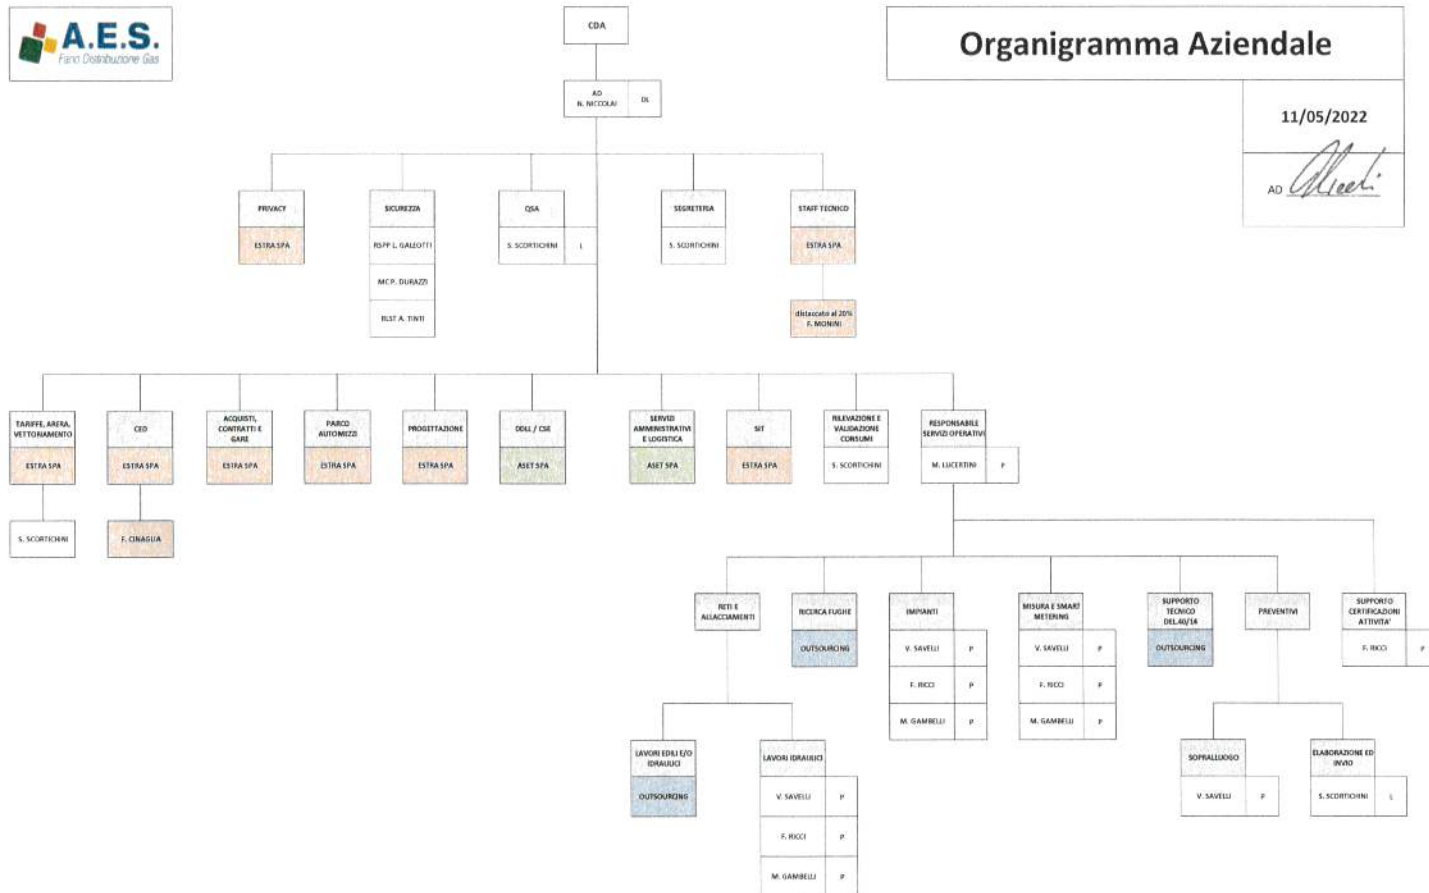 A.E.S.
Fano Distribuzione Gas
CDA
Organigramma Aziendale
AD
N. NICCOLAI
DL
11/05/2022
AD
PRIVACY
SICUREZZA
QSA
SEGRETERIA
STAFF TECNICO
ESTRA SPA
RSPP L. GALEOTTI
S. SCORTICHINI
L
S. SCORTICHINI
ESTRA SPA
MC P. DURAZZI
RLST A. TINTI
distaccato al 20%
F. MONINI
TARIFFE, ARERA,
VETTORIAMENTO
CED
ACQUISTI,
CONTRATTI E
GARE
PARCO
AUTOMEZZI
PROGETTAZIONE
DDLL / CSE
SERVIZI
AMMINISTRATIVI
E LOGISTICA
SIT
RILEVAZIONE E
VALIDAZIONE
CONSUMI
RESPONSABILE
SERVIZI OPERATIVI
ESTRA SPA
ESTRA SPA
ESTRA SPA
ESTRA SPA
ESTRA SPA
ASET SPA
ASET SPA
ESTRA SPA
S. SCORTICHINI
M. LUCERTINI
P
S. SCORTICHINI
F. CINAGLIA
RETI E
ALLACCIAMENTI
RICERCA FUGHE
IMPIANTI
MISURA E SMART
METERING
SUPPORTO
TECNICO
DEL.40/14
PREVENTIVI
SUPPORTO
CERTIFICAZIONI
ATTIVITA'
OUTSOURCING
V. SAVELLI
P
V. SAVELLI
P
OUTSOURCING
F. RICCI
P
F. RICCI
P
F. RICCI
P
M. GAMBELLI
P
M. GAMBELLI
P
LAVORI EDILI E/O
IDRAULICI
LAVORI IDRAULICI
SOPRALLUOGO
ELABORAZIONE ED
INVIO
OUTSOURCING
V. SAVELLI
P
V. SAVELLI
P
S. SCORTICHINI
L
F. RICCI
P
M. GAMBELLI
P